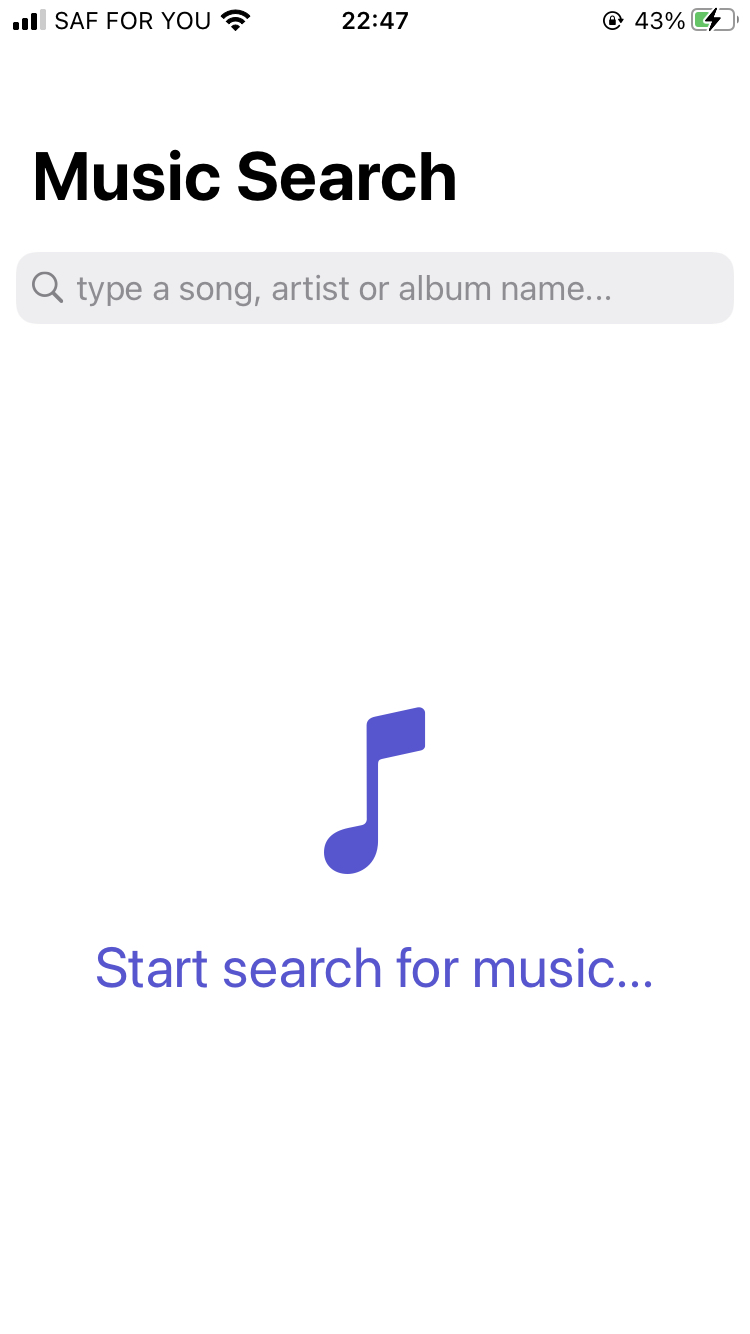 SAF FOR YOU 22:47 43%
Music Search
type a song, artist or album name...
Start search for music...